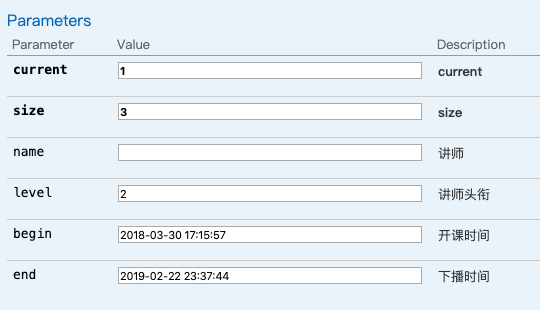 Parameters
Parameter Value Description
current 1 current
size 3 size
name 讲师
level 2 讲师头衔
begin 2018-03-30 17:15:57 开课时间
end 2019-02-22 23:37:44 下播时间